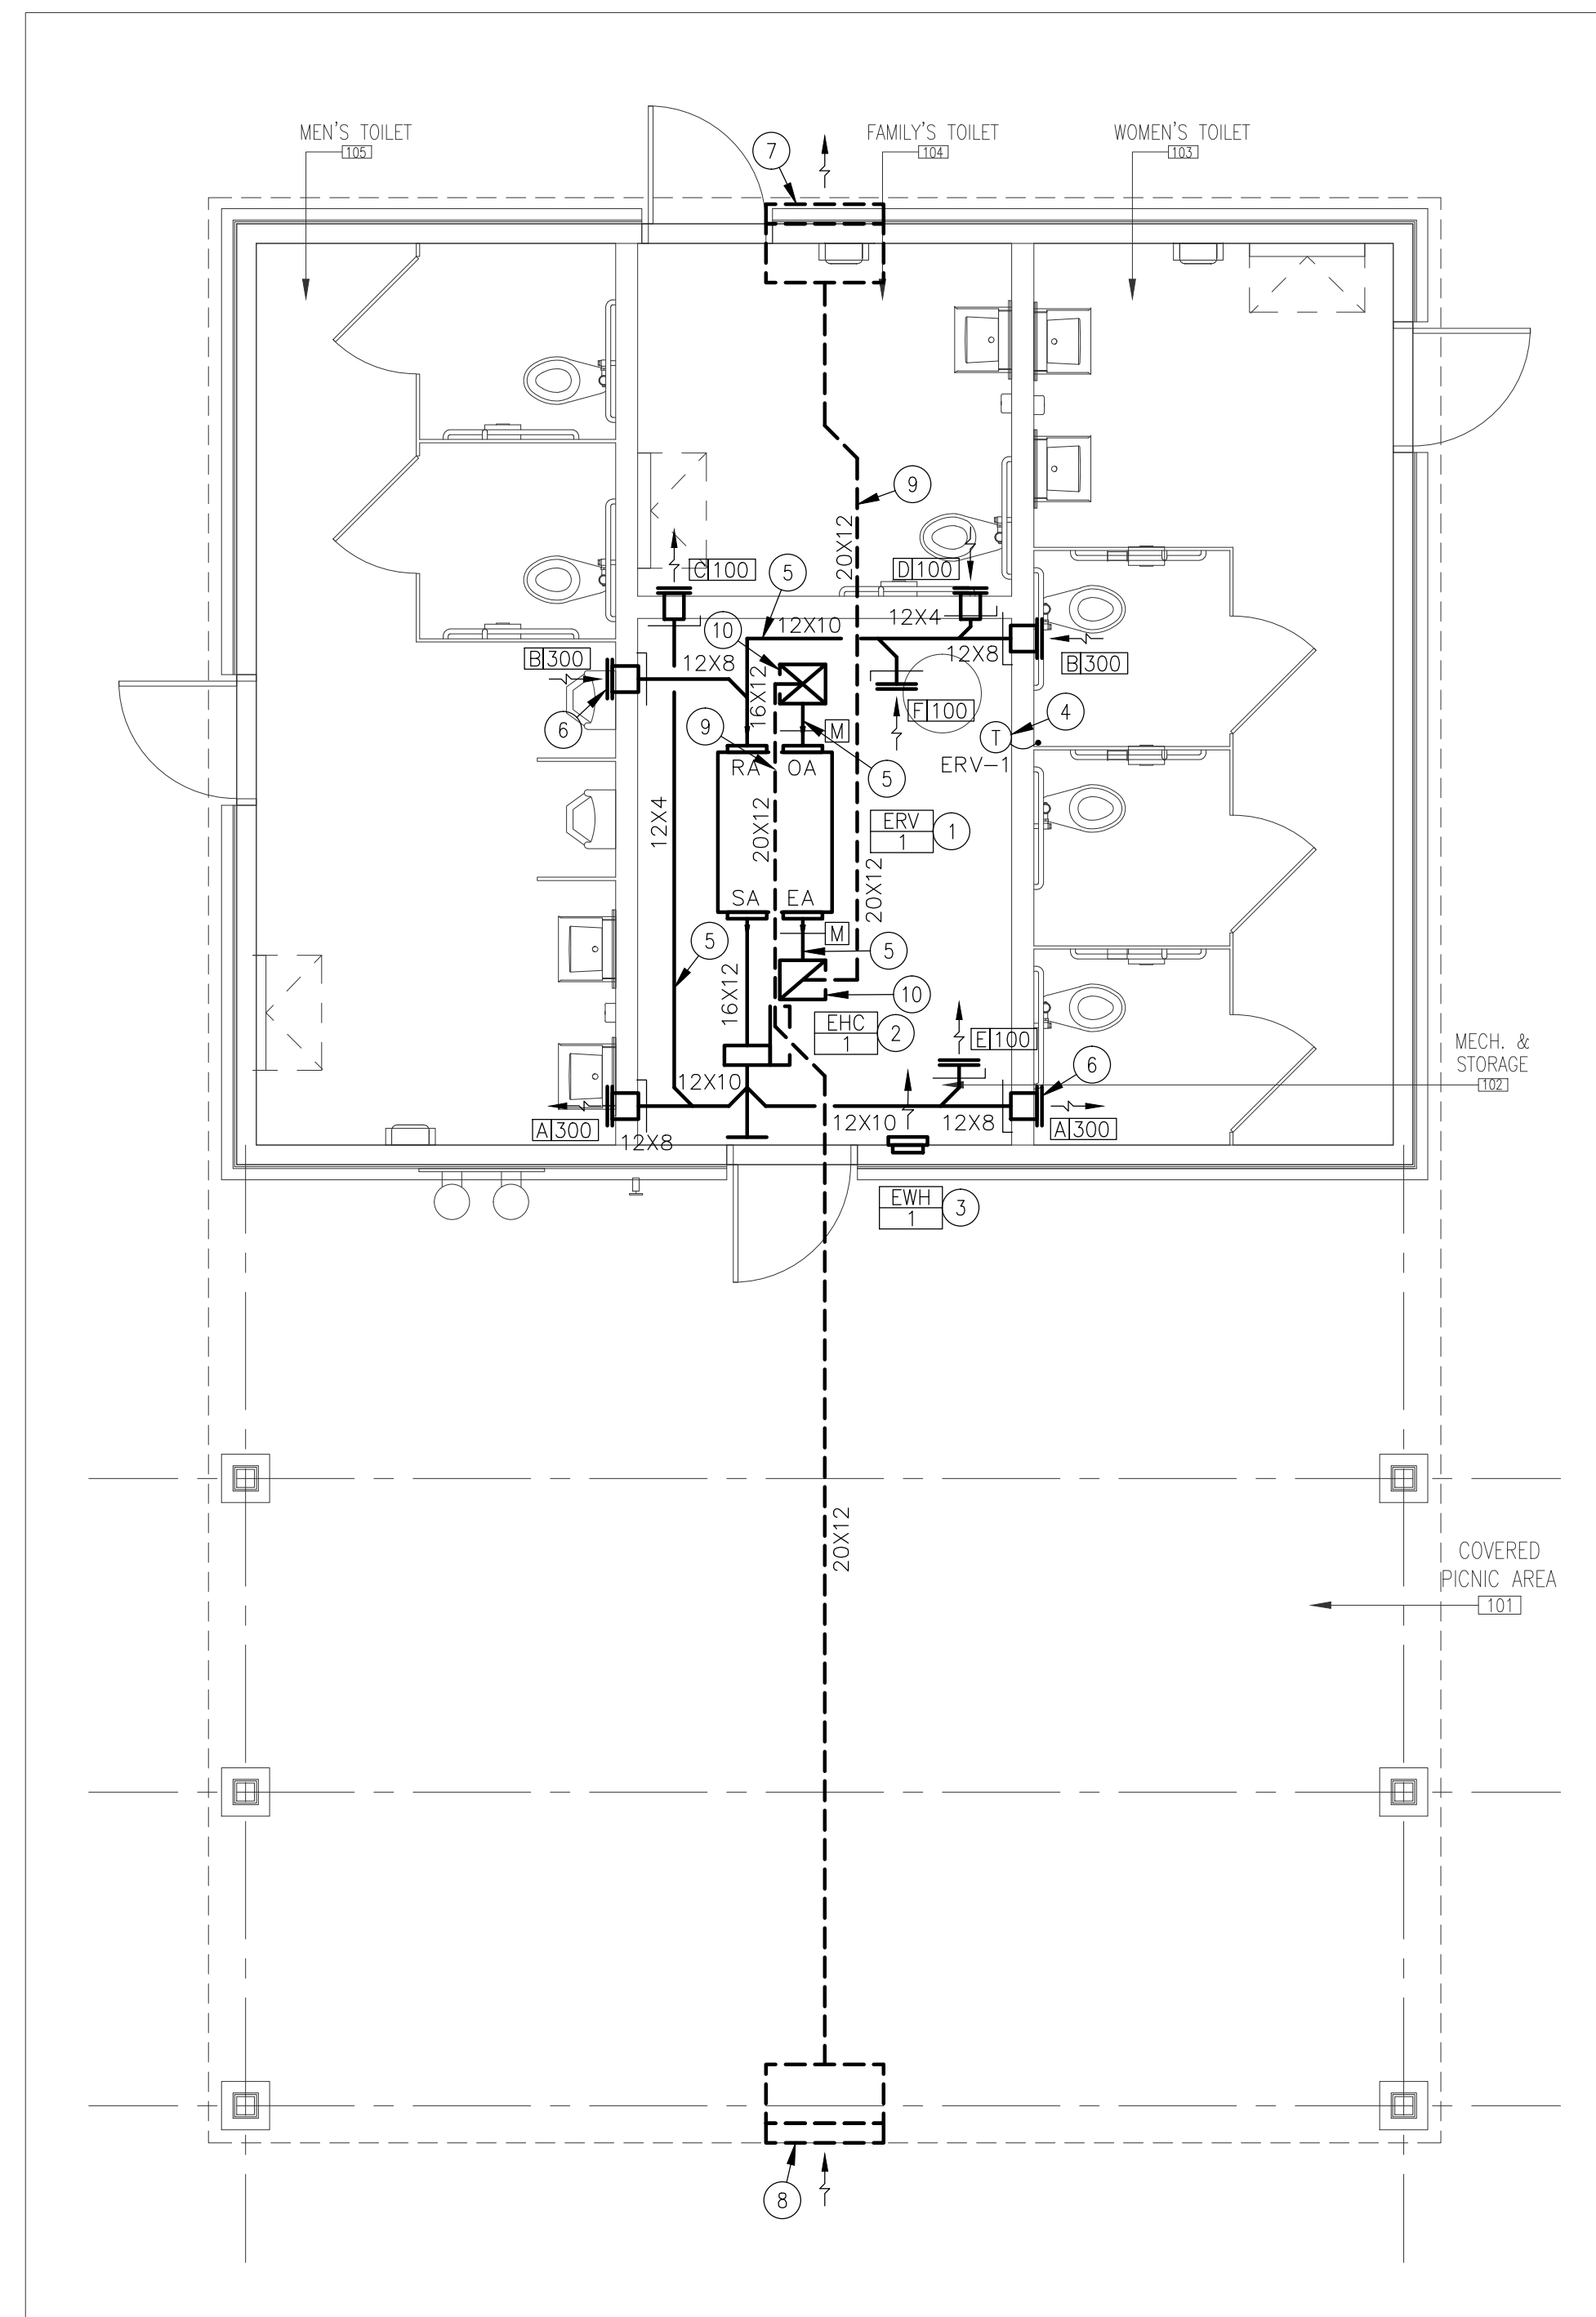 MEN'S TOILET
105
7
FAMILY'S TOILET
104
WOMEN'S TOILET
103
9
20X12
C 100
5
D 100
12X4
10
12X10
B 300
12X8
12X8
B 300
6
16X12
F 100
4
9
M
T
RA OA
5
ERV-1
12X4
20X12
ERV
1
1
20X12
SA EA
5
M
5
16X12
10
EHC
1
2
E 100
MECH. &
STORAGE
102
6
12X10
A 300
12X8
12X10
12X8
A 300
EWH
1
3
20X12
COVERED
PICNIC AREA
101
8